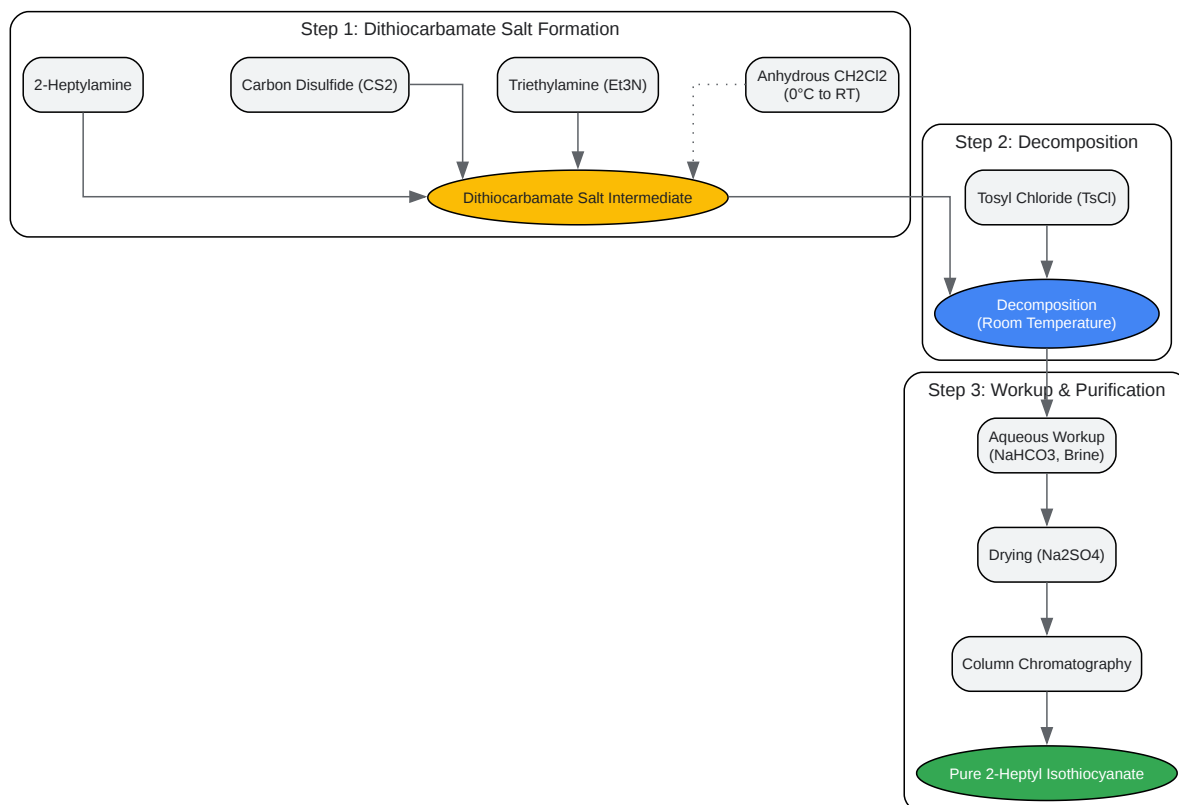 Step 1: Dithiocarbamate Salt Formation
2-Heptylamine
Carbon Disulfide (CS2)
Triethylamine (Et3N)
Anhydrous CH2Cl2
(0°C to RT)
Dithiocarbamate Salt Intermediate
Step 2: Decomposition
Tosyl Chloride (TsCl)
Decomposition
(Room Temperature)
Step 3: Workup & Purification
Aqueous Workup
(NaHCO3, Brine)
Drying (Na2SO4)
Column Chromatography
Pure 2-Heptyl Isothiocyanate